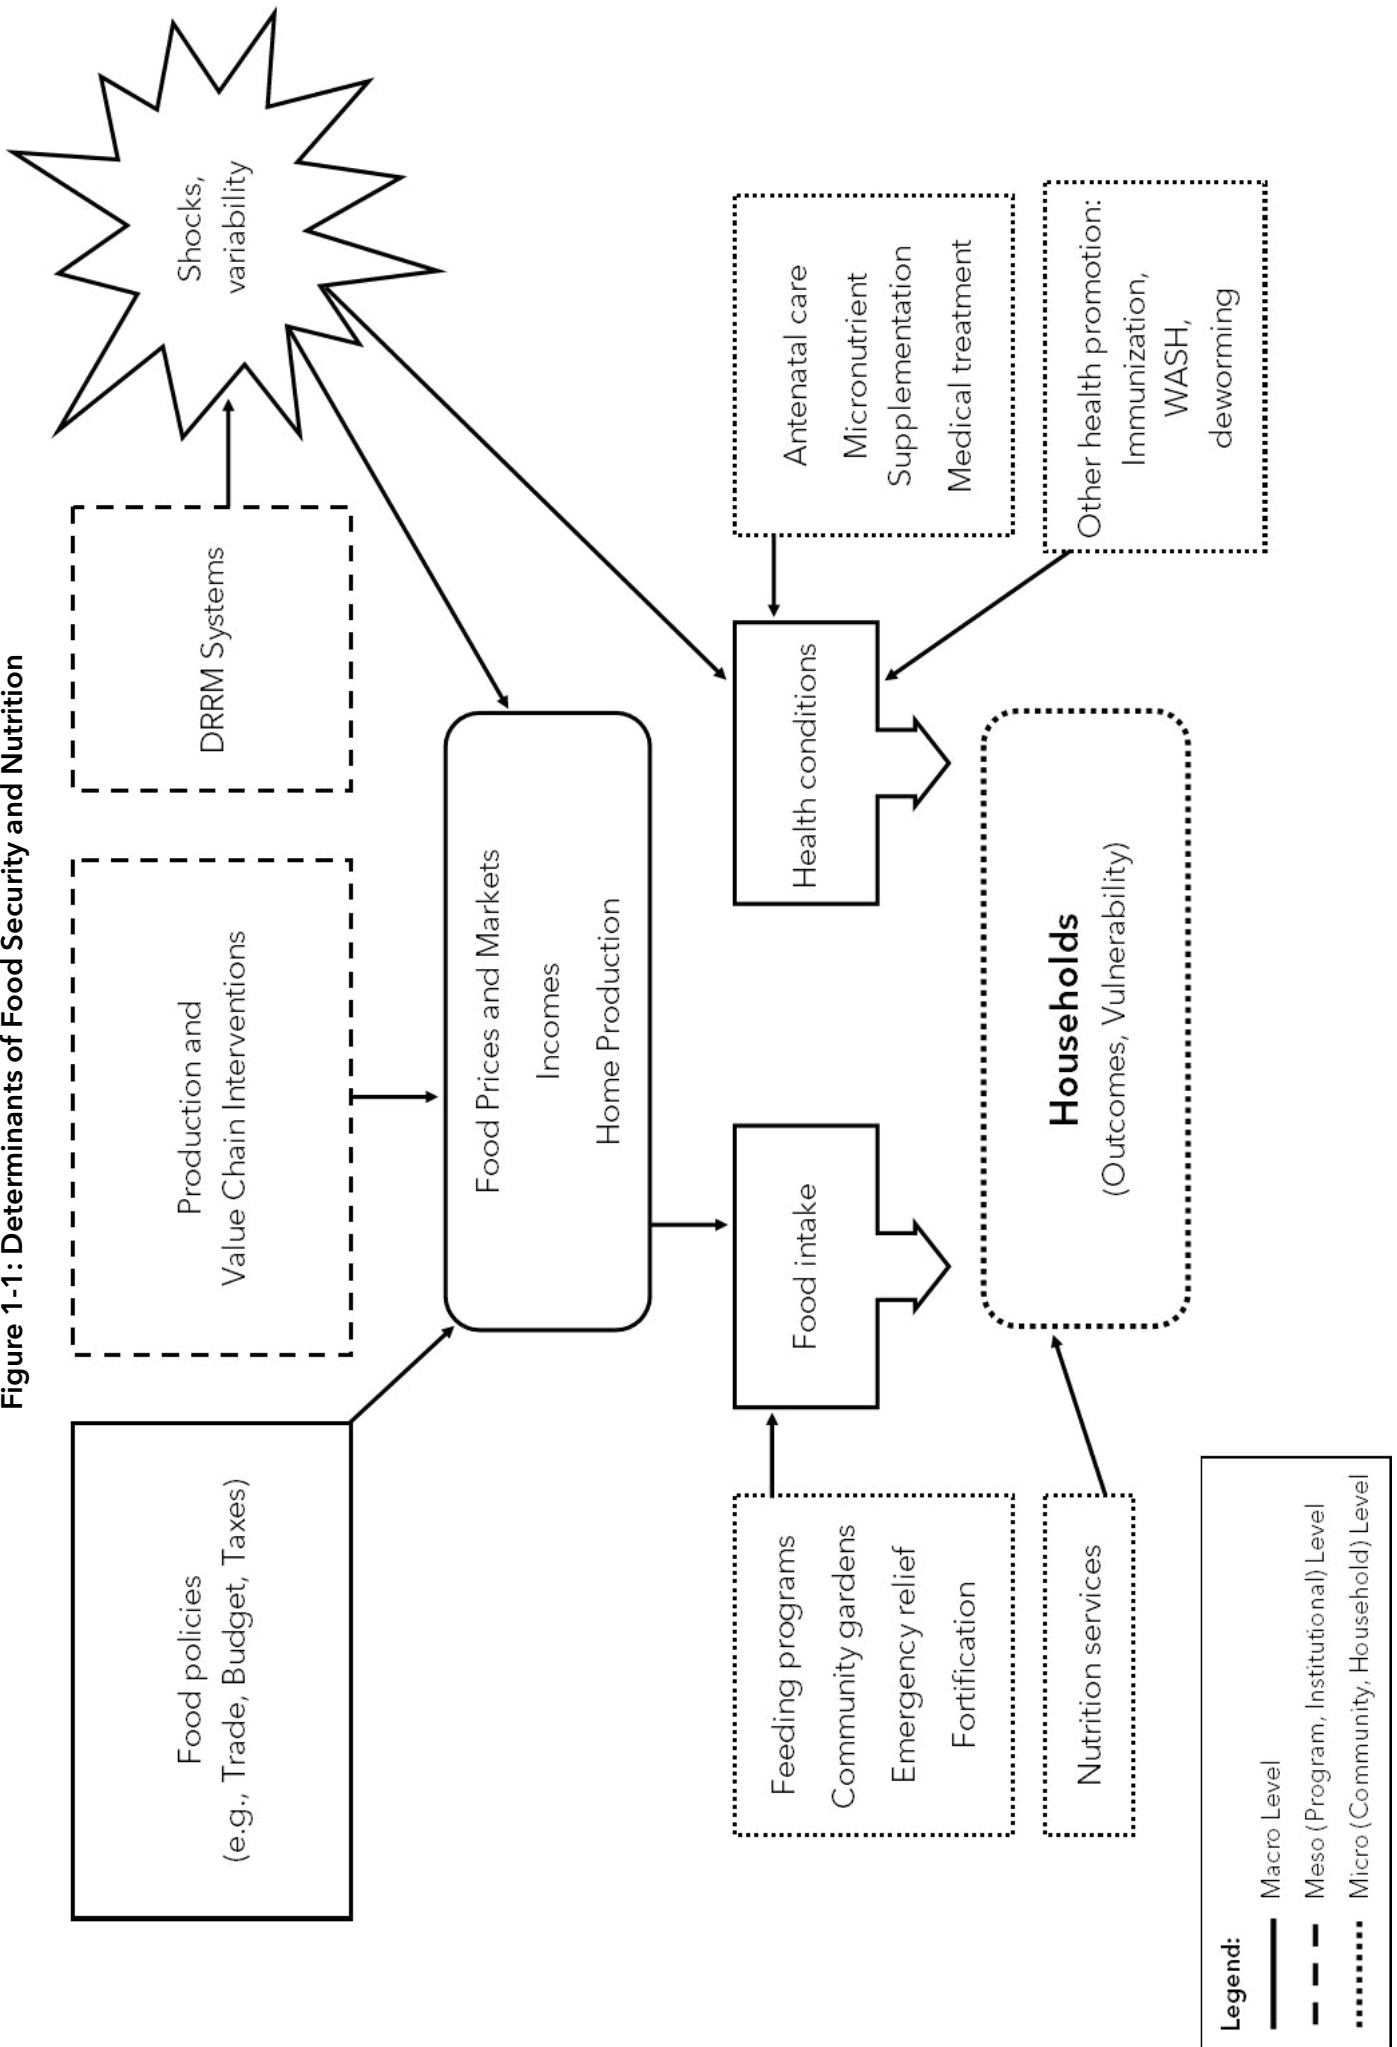 Figure 1-1: Determinants of Food Security and Nutrition
Food policies
(e.g., Trade, Budget, Taxes)
Production and
Value Chain Interventions
DRRM Systems
Shocks,
variability
Food Prices and Markets
Incomes
Home Production
Feeding programs
Community gardens
Emergency relief
Fortification
Food intake
Health conditions
Antenatal care
Micronutrient
Supplementation
Medical treatment
Nutrition services
Households
(Outcomes, Vulnerability)
Other health promotion:
Immunization,
WASH,
deworming
Legend:
Macro Level
Meso (Program, Institutional) Level
Micro (Community, Household) Level